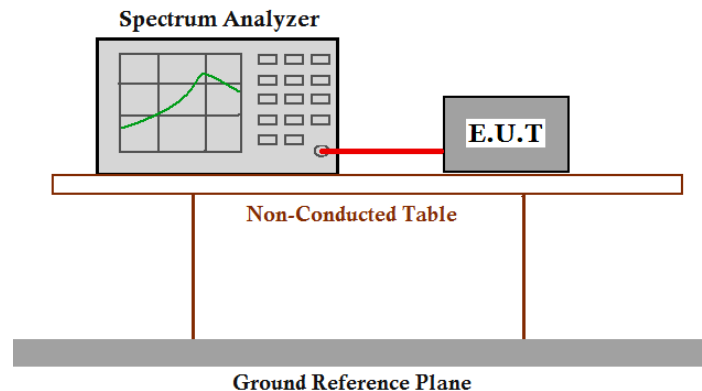 Spectrum Analyzer
E.U.T
Non-Conducted Table
Ground Reference Plane